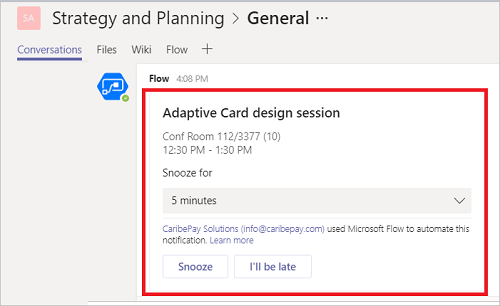 SA Strategy and Planning > General ···
Conversations Files Wiki Flow +
Flow 4:08 PM
Adaptive Card design session
Conf Room 112/3377 (10)
12:30 PM - 1:30 PM
Snooze for
5 minutes
CaribePay Solutions (info@caribepay.com) used Microsoft Flow to automate this
notification. Learn more
Snooze I'll be late